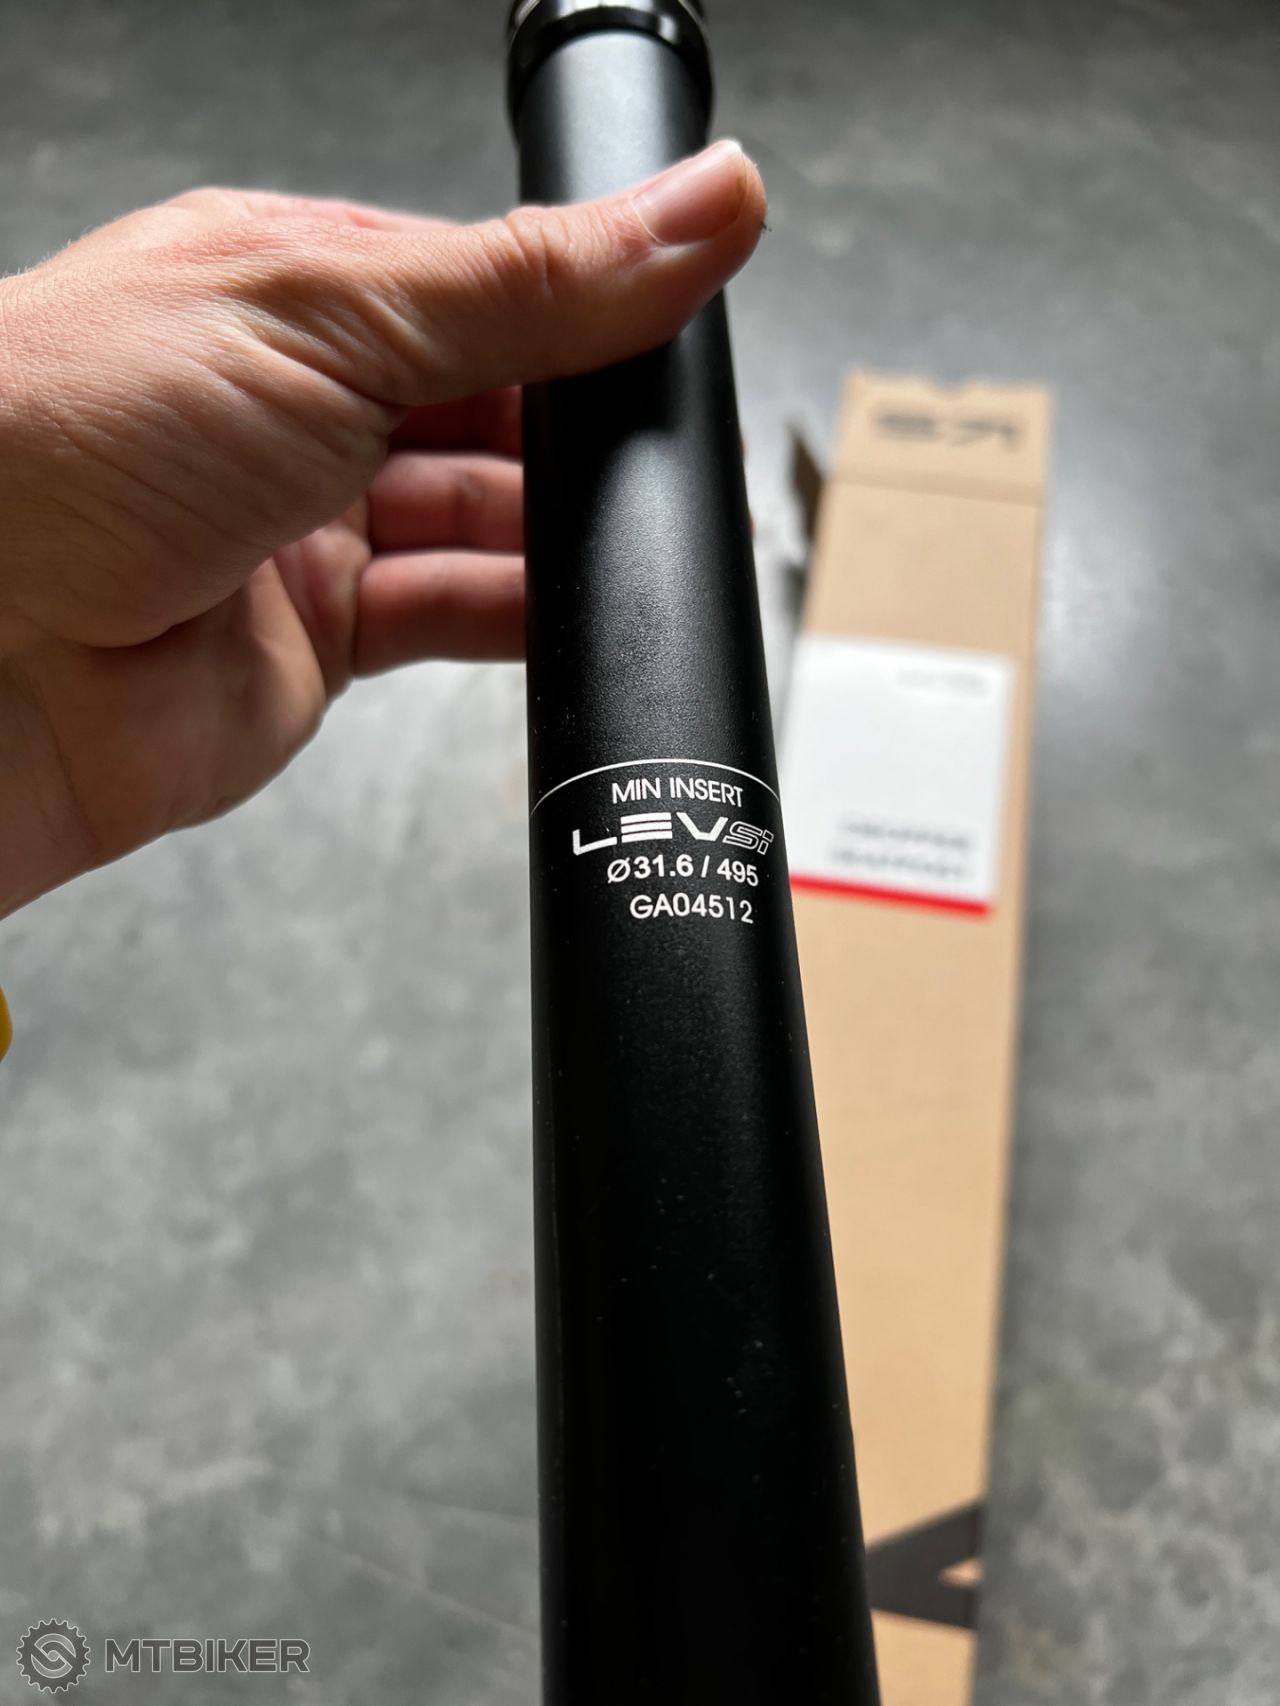 MIN INSERT
LEVSi
Ø31.6 / 495
GA04512
MTBIKER